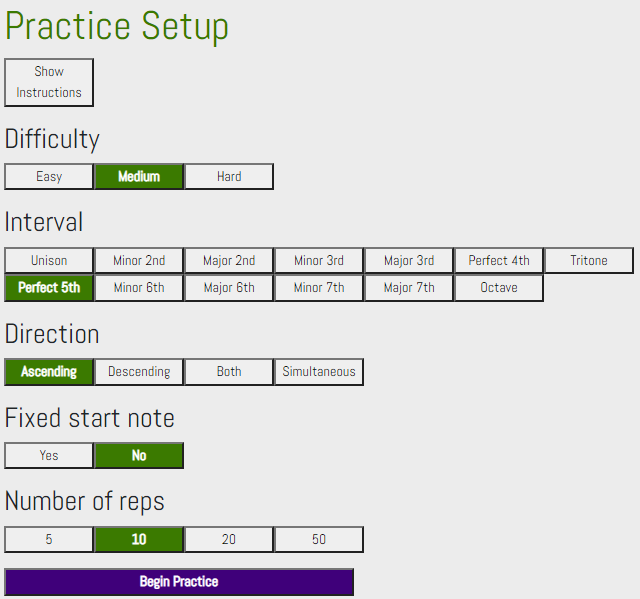 Practice Setup
Show
Instructions
Difficulty
Easy Medium Hard
Interval
Unison Minor 2nd Major 2nd Minor 3rd Major 3rd Perfect 4th Tritone
Perfect 5th Minor 6th Major 6th Minor 7th Major 7th Octave
Direction
Ascending Descending Both Simultaneous
Fixed start note
Yes No
Number of reps
5 10 20 50
Begin Practice